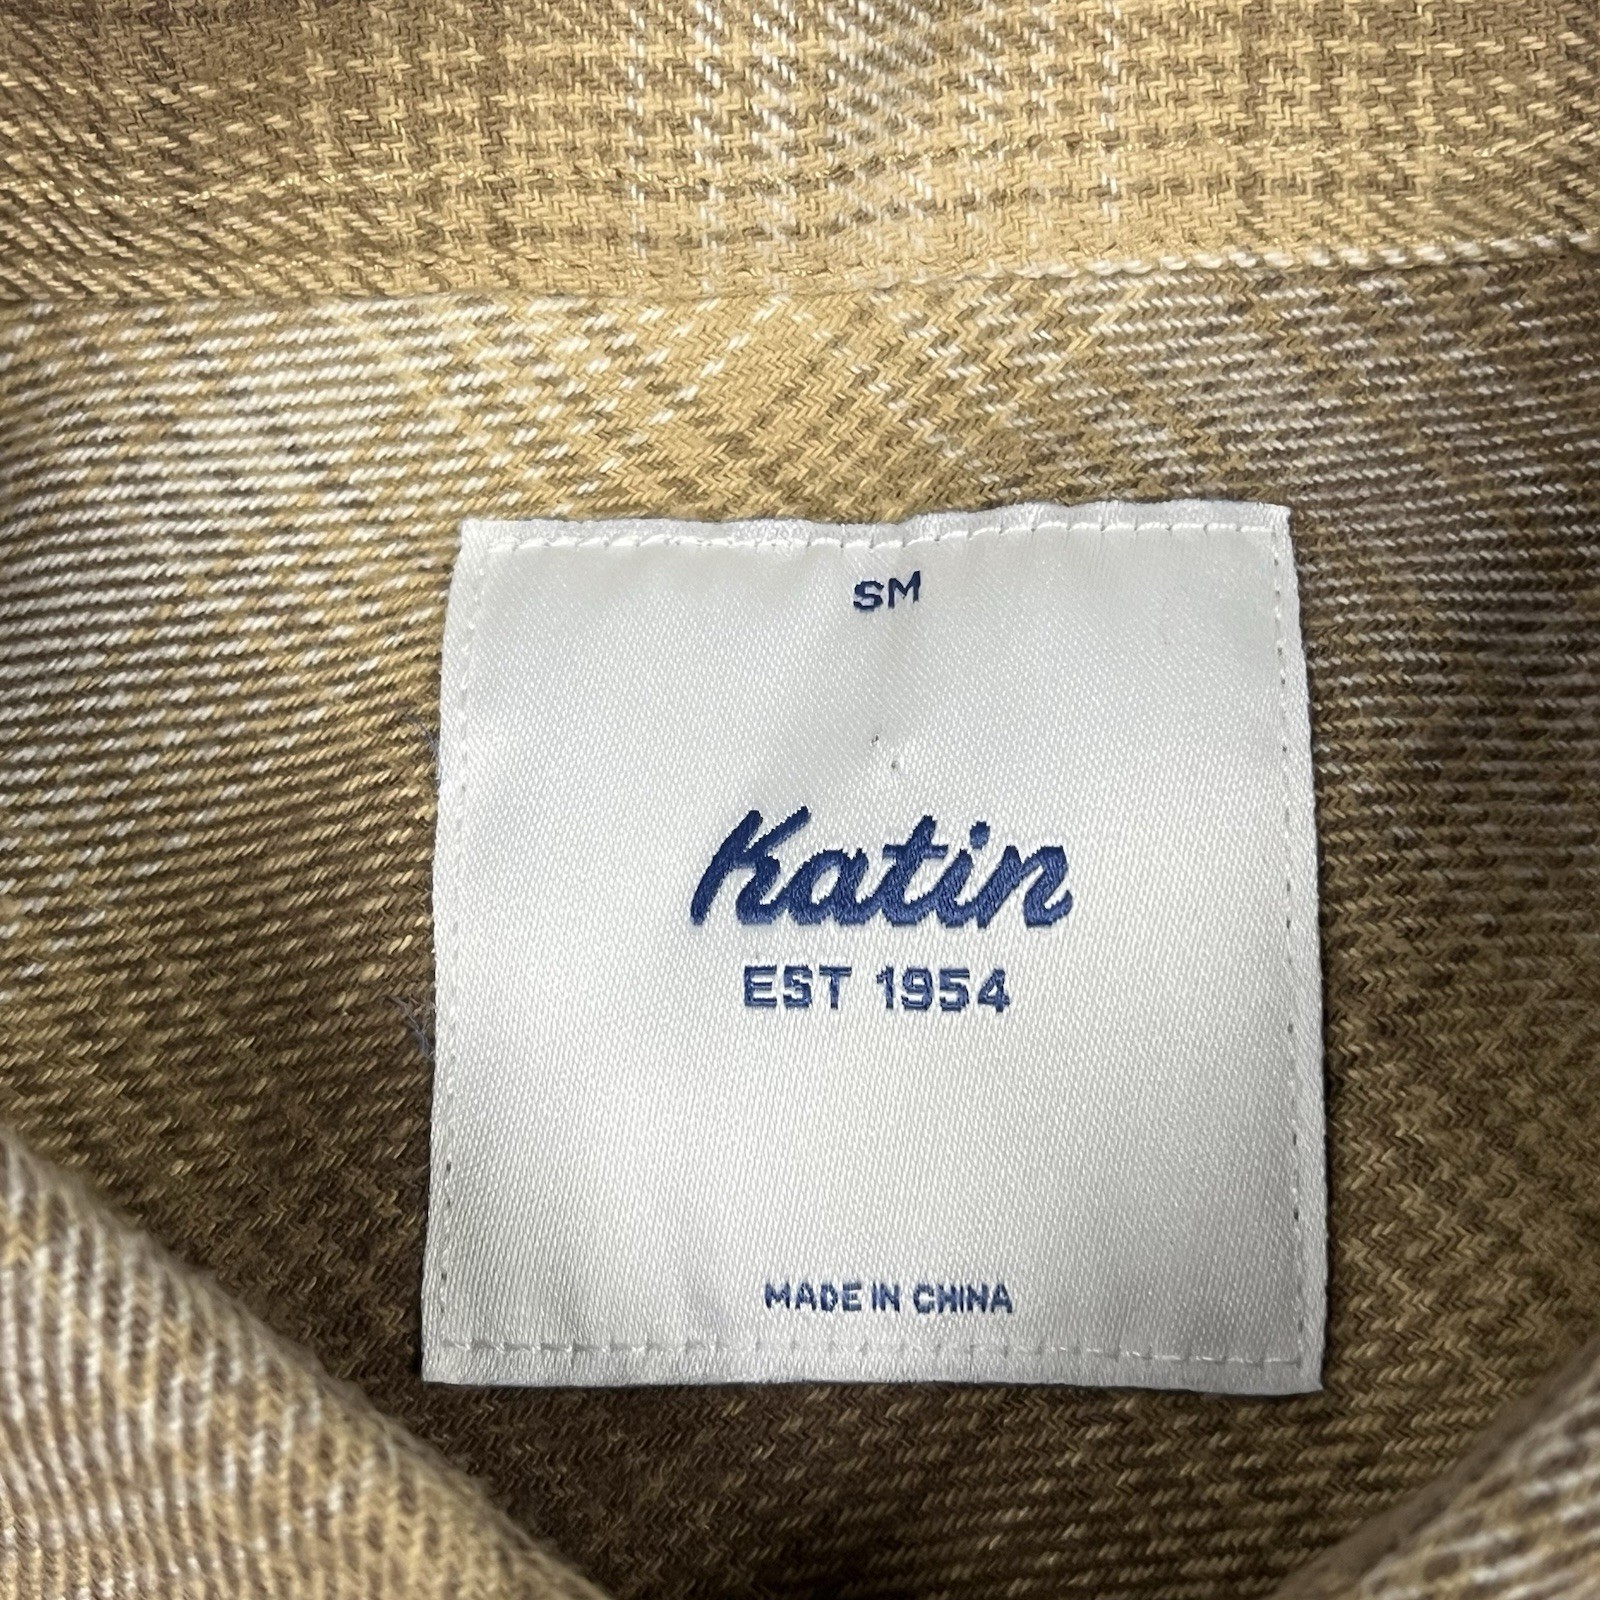 SM
Katin
EST 1954
MADE IN CHINA